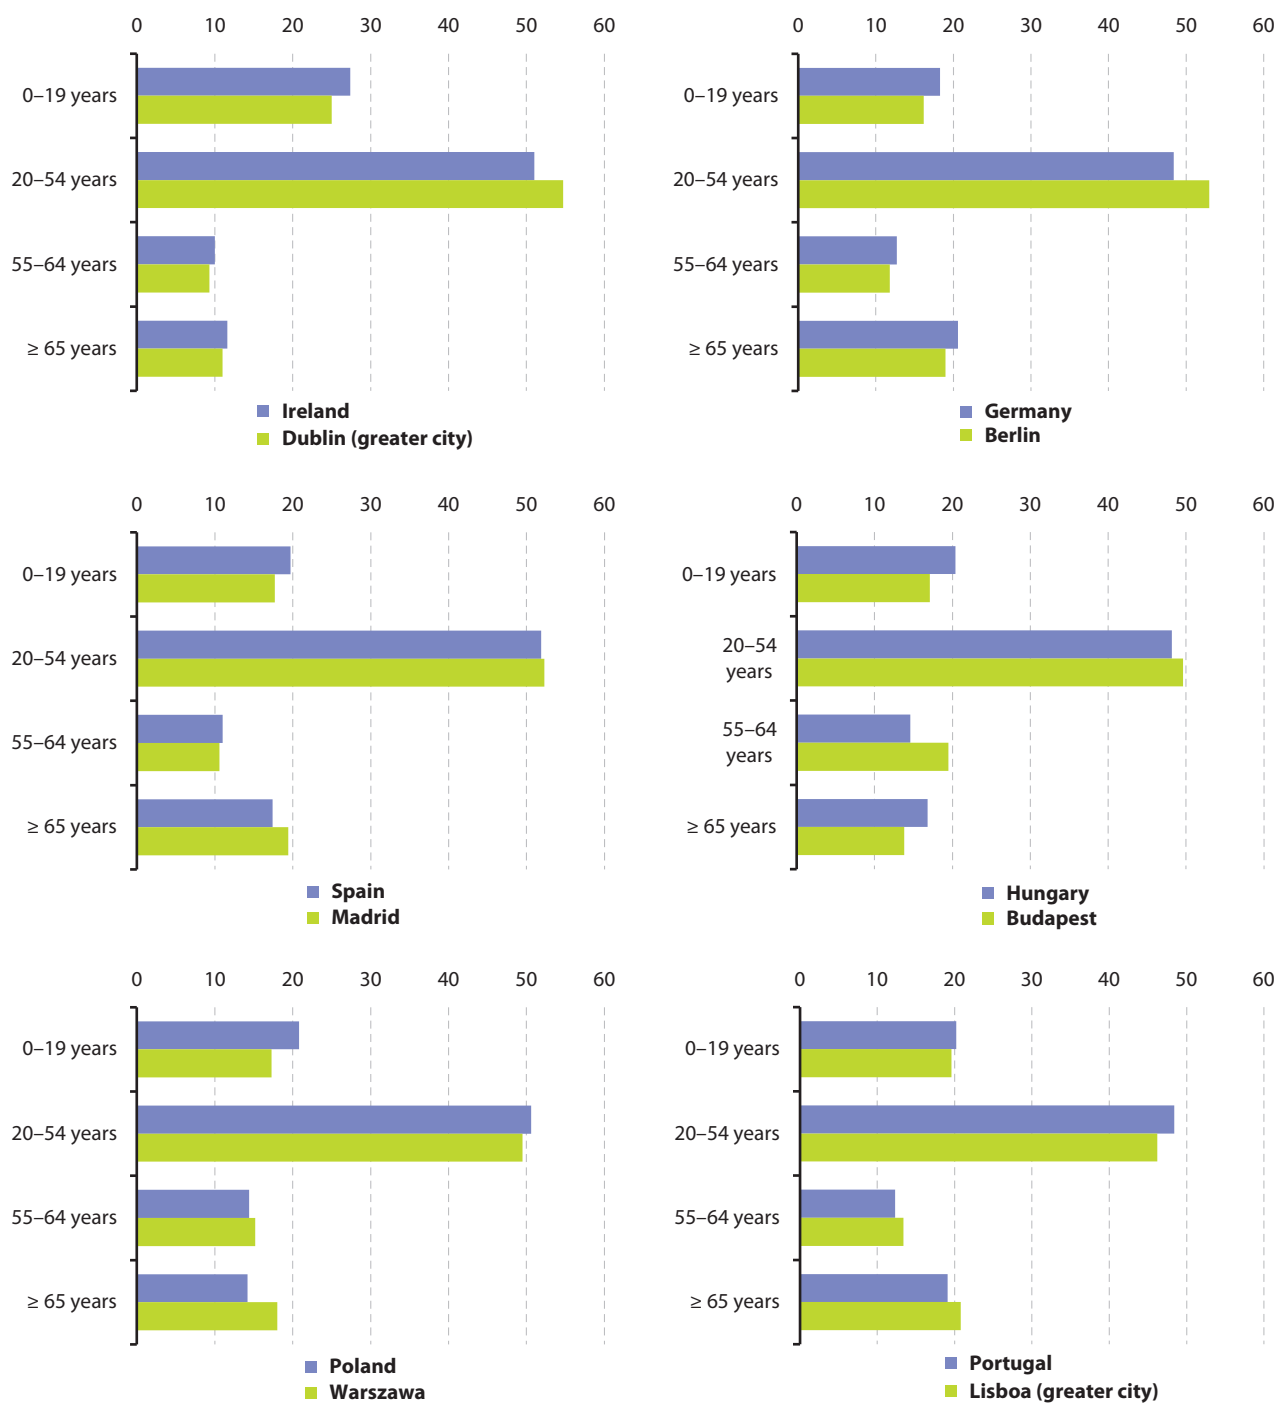 0 10 20 30 40 50 60
0–19 years
20–54 years
55–64 years
≥ 65 years
Ireland
Dublin (greater city)
0 10 20 30 40 50 60
0–19 years
20–54 years
55–64 years
≥ 65 years
Germany
Berlin
0 10 20 30 40 50 60
0–19 years
20–54 years
55–64 years
≥ 65 years
Spain
Madrid
0 10 20 30 40 50 60
0–19 years
20–54
years
55–64
years
≥ 65 years
Hungary
Budapest
0 10 20 30 40 50 60
0–19 years
20–54 years
55–64 years
≥ 65 years
Poland
Warszawa
0 10 20 30 40 50 60
0–19 years
20–54 years
55–64 years
≥ 65 years
Portugal
Lisboa (greater city)